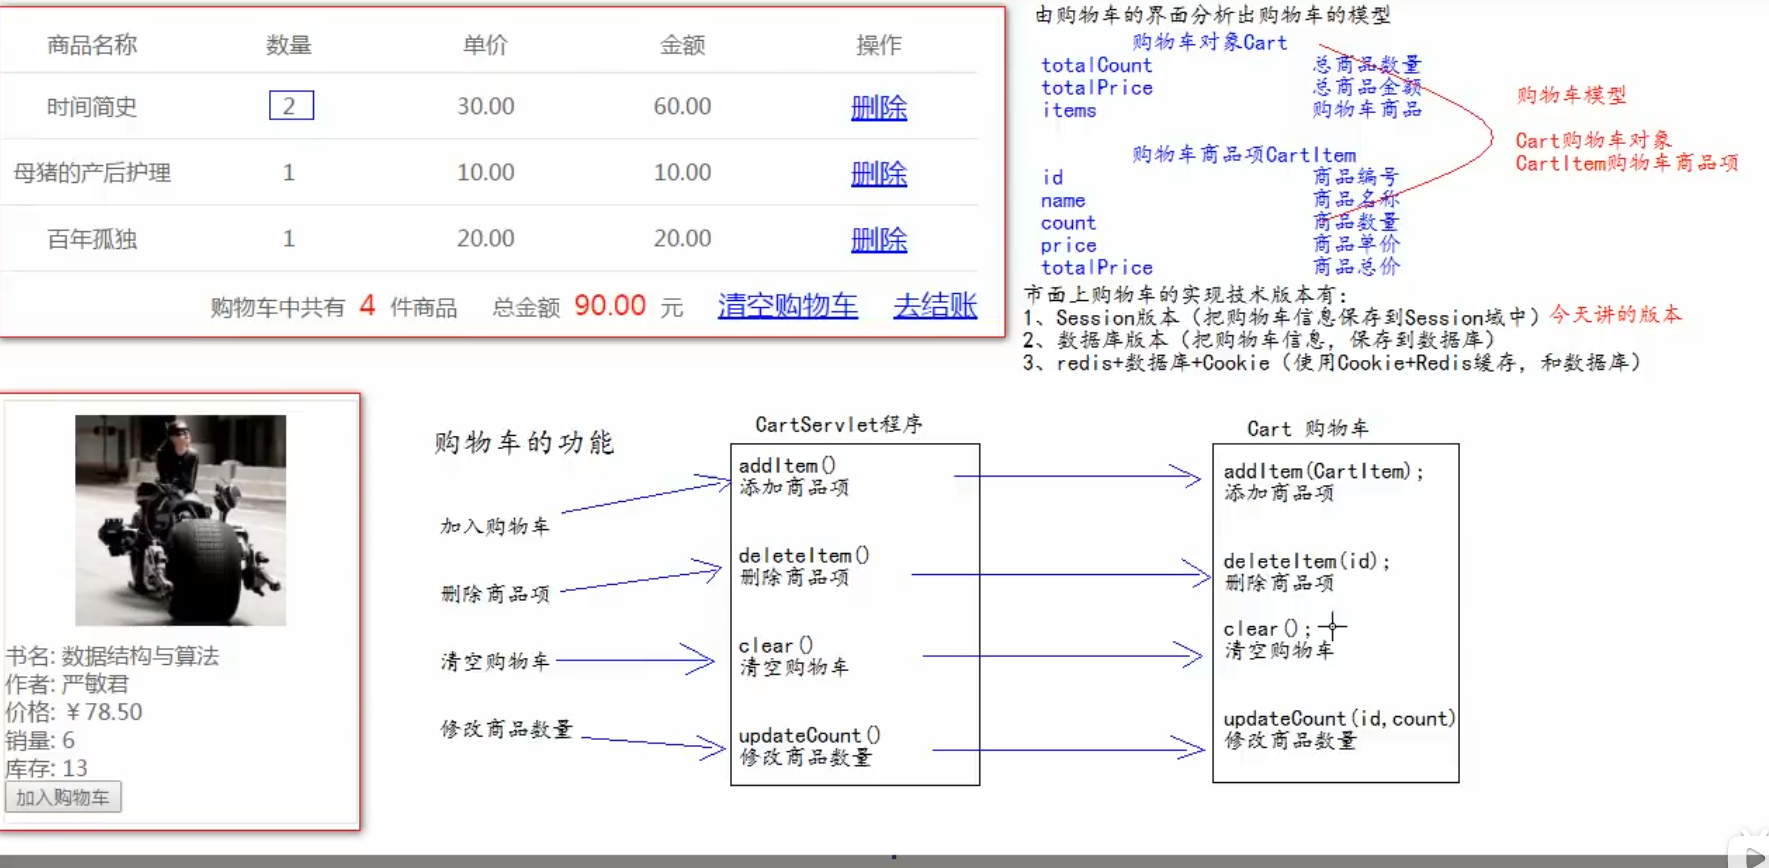 商品名称 数量 单价 金额 操作
时间简史 2 30.00 60.00 删除
母猪的产后护理 1 10.00 10.00 删除
百年孤独 1 20.00 20.00 删除
购物车中共有 4 件商品 总金额 90.00 元 清空购物车 去结账
由购物车的界面分析出购物车的模型
购物车对象Cart
totalCount 总商品数量
totalPrice 总商品金额
items 购物车商品
购物车商品项CartItem
id 商品编号
name 商品名称
count 商品数量
price 商品单价
totalPrice 商品总价
购物车模型
Cart购物车对象
CartItem购物车商品项
市面上购物车的实现技术版本有:
1、Session版本（把购物车信息保存到Session域中）今天讲的版本
2、数据库版本（把购物车信息，保存到数据库）
3、redis+数据库+Cookie（使用Cookie+Redis缓存，和数据库）
书名: 数据结构与算法
作者: 严敏君
价格: ￥78.50
销量: 6
库存: 13
加入购物车
购物车的功能
加入购物车
删除商品项
清空购物车
修改商品数量
CartServlet程序
addItem()
添加商品项
deleteItem()
删除商品项
clear()
清空购物车
updateCount()
修改商品数量
Cart 购物车
addItem(CartItem);
添加商品项
deleteItem(id);
删除商品项
clear();
清空购物车
updateCount(id,count)
修改商品数量